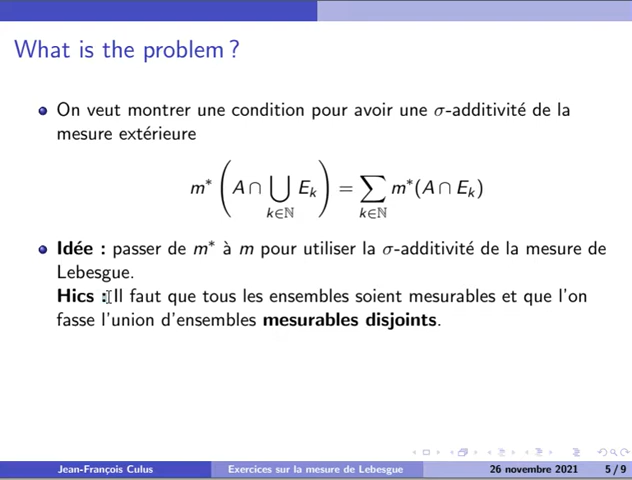 What is the problem ?
On veut montrer une condition pour avoir une σ-additivité de la
mesure extérieure
m* ( A ∩ ⋃_{k∈ℕ} E_k ) = ∑_{k∈ℕ} m*(A ∩ E_k)
Idée : passer de m* à m pour utiliser la σ-additivité de la mesure de
Lebesgue.
Hics : Il faut que tous les ensembles soient mesurables et que l'on
fasse l'union d'ensembles mesurables disjoints.
Jean-François Culus Exercices sur la mesure de Lebesgue 26 novembre 2021 5 / 9